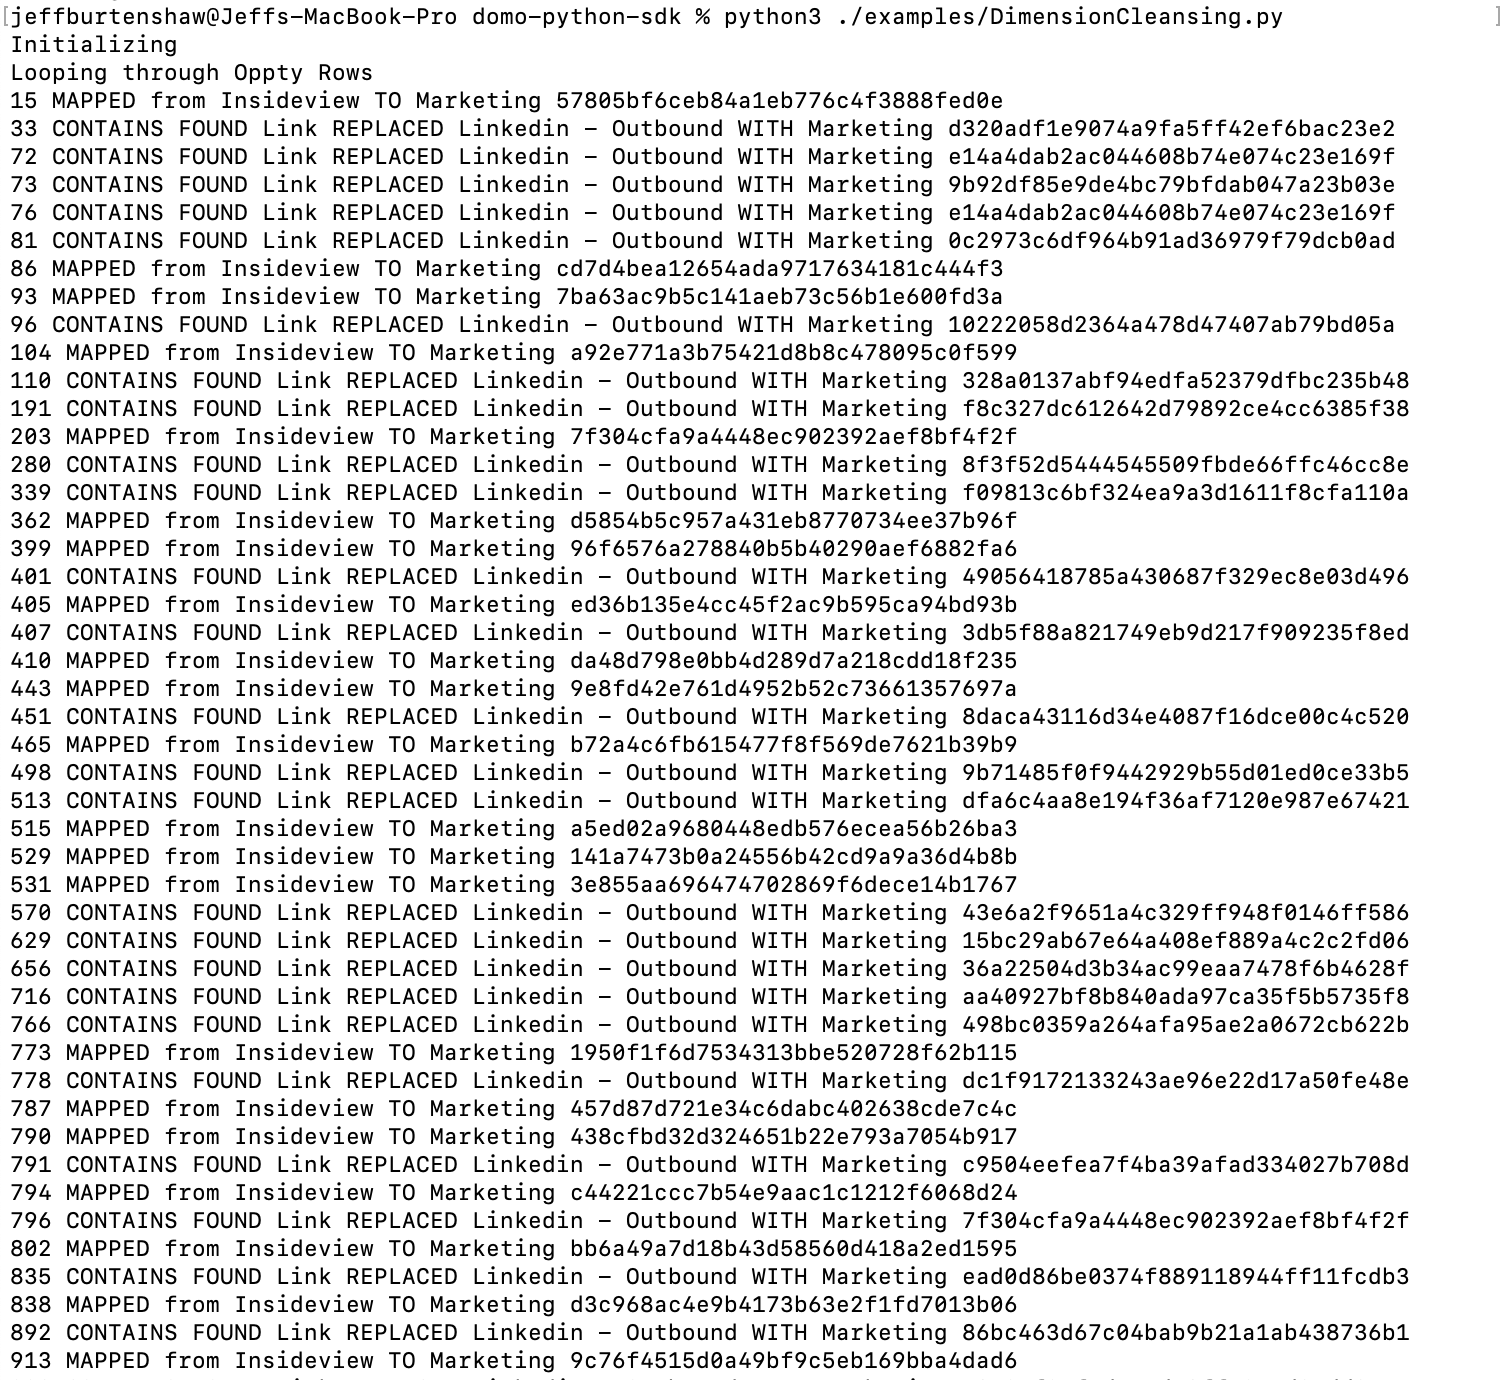 [jeffburtenshaw@Jeffs-MacBook-Pro domo-python-sdk % python3 ./examples/DimensionCleansing.py ]
Initializing
Looping through Oppty Rows
15 MAPPED from Insideview TO Marketing 57805bf6ceb84a1eb776c4f3888fed0e
33 CONTAINS FOUND Link REPLACED Linkedin – Outbound WITH Marketing d320adf1e9074a9fa5ff42ef6bac23e2
72 CONTAINS FOUND Link REPLACED Linkedin – Outbound WITH Marketing e14a4dab2ac044608b74e074c23e169f
73 CONTAINS FOUND Link REPLACED Linkedin – Outbound WITH Marketing 9b92df85e9de4bc79bfdab047a23b03e
76 CONTAINS FOUND Link REPLACED Linkedin – Outbound WITH Marketing e14a4dab2ac044608b74e074c23e169f
81 CONTAINS FOUND Link REPLACED Linkedin – Outbound WITH Marketing 0c2973c6df964b91ad36979f79dcb0ad
86 MAPPED from Insideview TO Marketing cd7d4bea12654ada9717634181c444f3
93 MAPPED from Insideview TO Marketing 7ba63ac9b5c141aeb73c56b1e600fd3a
96 CONTAINS FOUND Link REPLACED Linkedin – Outbound WITH Marketing 10222058d2364a478d47407ab79bd05a
104 MAPPED from Insideview TO Marketing a92e771a3b75421d8b8c478095c0f599
110 CONTAINS FOUND Link REPLACED Linkedin – Outbound WITH Marketing 328a0137abf94edfa52379dfbc235b48
191 CONTAINS FOUND Link REPLACED Linkedin – Outbound WITH Marketing f8c327dc612642d79892ce4cc6385f38
203 MAPPED from Insideview TO Marketing 7f304cfa9a4448ec902392aef8bf4f2f
280 CONTAINS FOUND Link REPLACED Linkedin – Outbound WITH Marketing 8f3f52d5444545509fbde66ffc46cc8e
339 CONTAINS FOUND Link REPLACED Linkedin – Outbound WITH Marketing f09813c6bf324ea9a3d1611f8cfa110a
362 MAPPED from Insideview TO Marketing d5854b5c957a431eb8770734ee37b96f
399 MAPPED from Insideview TO Marketing 96f6576a278840b5b40290aef6882fa6
401 CONTAINS FOUND Link REPLACED Linkedin – Outbound WITH Marketing 49056418785a430687f329ec8e03d496
405 MAPPED from Insideview TO Marketing ed36b135e4cc45f2ac9b595ca94bd93b
407 CONTAINS FOUND Link REPLACED Linkedin – Outbound WITH Marketing 3db5f88a821749eb9d217f909235f8ed
410 MAPPED from Insideview TO Marketing da48d798e0bb4d289d7a218cdd18f235
443 MAPPED from Insideview TO Marketing 9e8fd42e761d4952b52c73661357697a
451 CONTAINS FOUND Link REPLACED Linkedin – Outbound WITH Marketing 8daca43116d34e4087f16dce00c4c520
465 MAPPED from Insideview TO Marketing b72a4c6fb615477f8f569de7621b39b9
498 CONTAINS FOUND Link REPLACED Linkedin – Outbound WITH Marketing 9b71485f0f9442929b55d01ed0ce33b5
513 CONTAINS FOUND Link REPLACED Linkedin – Outbound WITH Marketing dfa6c4aa8e194f36af7120e987e67421
515 MAPPED from Insideview TO Marketing a5ed02a9680448edb576ecea56b26ba3
529 MAPPED from Insideview TO Marketing 141a7473b0a24556b42cd9a9a36d4b8b
531 MAPPED from Insideview TO Marketing 3e855aa696474702869f6dece14b1767
570 CONTAINS FOUND Link REPLACED Linkedin – Outbound WITH Marketing 43e6a2f9651a4c329ff948f0146ff586
629 CONTAINS FOUND Link REPLACED Linkedin – Outbound WITH Marketing 15bc29ab67e64a408ef889a4c2c2fd06
656 CONTAINS FOUND Link REPLACED Linkedin – Outbound WITH Marketing 36a22504d3b34ac99eaa7478f6b4628f
716 CONTAINS FOUND Link REPLACED Linkedin – Outbound WITH Marketing aa40927bf8b840ada97ca35f5b5735f8
766 CONTAINS FOUND Link REPLACED Linkedin – Outbound WITH Marketing 498bc0359a264afa95ae2a0672cb622b
773 MAPPED from Insideview TO Marketing 1950f1f6d7534313bbe520728f62b115
778 CONTAINS FOUND Link REPLACED Linkedin – Outbound WITH Marketing dc1f9172133243ae96e22d17a50fe48e
787 MAPPED from Insideview TO Marketing 457d87d721e34c6dabc402638cde7c4c
790 MAPPED from Insideview TO Marketing 438cfbd32d324651b22e793a7054b917
791 CONTAINS FOUND Link REPLACED Linkedin – Outbound WITH Marketing c9504eefea7f4ba39afad334027b708d
794 MAPPED from Insideview TO Marketing c44221ccc7b54e9aac1c1212f6068d24
796 CONTAINS FOUND Link REPLACED Linkedin – Outbound WITH Marketing 7f304cfa9a4448ec902392aef8bf4f2f
802 MAPPED from Insideview TO Marketing bb6a49a7d18b43d58560d418a2ed1595
835 CONTAINS FOUND Link REPLACED Linkedin – Outbound WITH Marketing ead0d86be0374f889118944ff11fcdb3
838 MAPPED from Insideview TO Marketing d3c968ac4e9b4173b63e2f1fd7013b06
892 CONTAINS FOUND Link REPLACED Linkedin – Outbound WITH Marketing 86bc463d67c04bab9b21a1ab438736b1
913 MAPPED from Insideview TO Marketing 9c76f4515d0a49bf9c5eb169bba4dad6